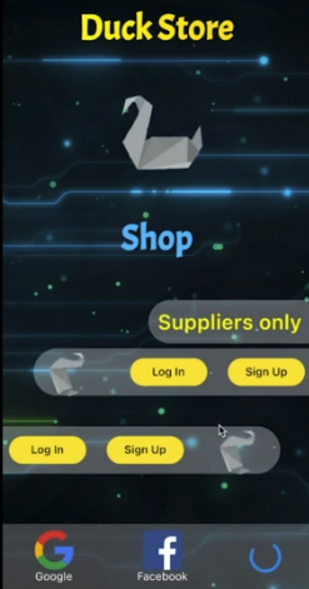 Duck Store
Shop
Suppliers only
Log In
Sign Up
Log In
Sign Up
Google
Facebook